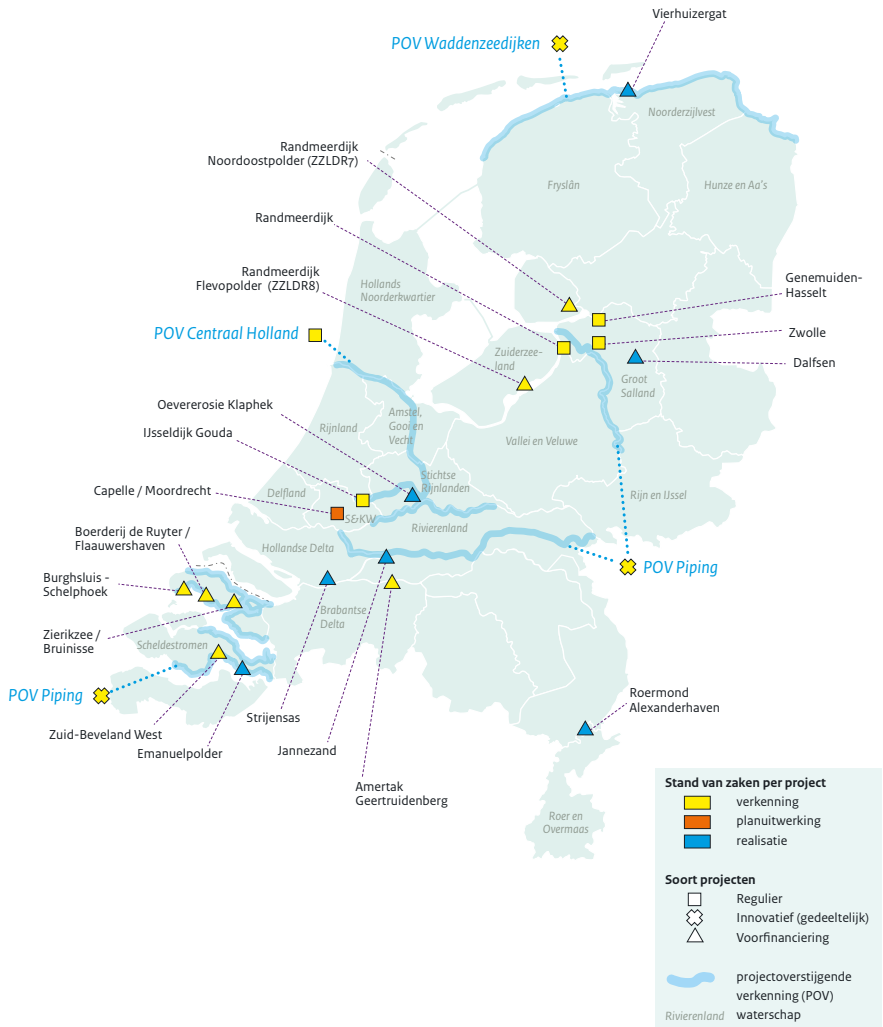 Vierhuizergat
POV Waddenzeedijken
Noorderzijlvest
Randmeerdijk
Noordoostpolder (ZZLDR7)
Fryslân
Hunze en Aa's
Randmeerdijk
Randmeerdijk
Flevopolder (ZZLDR8)
Hollands
Noorderkwartier
Genemuiden-
Hasselt
POV Centraal Holland
Zwolle
Zuiderzee-
land
Dalfsen
Groot
Salland
Oevererosie Klaphek
Amstel,
Gooi en
Vecht
IJsseldijk Gouda
Rijnland
Vallei en Veluwe
Stichtse
Rijnlanden
Capelle / Moordrecht
Delfland
Rijn en IJssel
S&KW
Rivierenland
Boerderij de Ruyter /
Flaauwershaven
Hollandse Delta
POV Piping
Burghsluis -
Schelphoek
Brabantse
Delta
Zierikzee /
Bruinisse
Scheldestromen
POV Piping
Roermond
Alexanderhaven
Zuid-Beveland West
Strijensas
Emanuelpolder
Jannezand
Amertak
Geertruidenberg
Roer en
Overmaas
Stand van zaken per project
verkenning
planuitwerking
realisatie
Soort projecten
Regulier
Innovatief (gedeeltelijk)
Voorfinanciering
projectoverstijgende
verkenning (POV)
Rivierenland waterschap